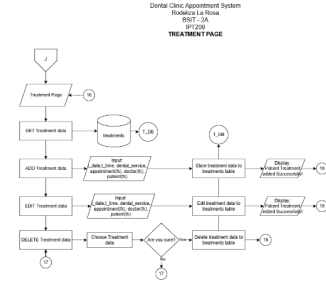 Dental Clinic Appointment System
Rodeliza La Rosa
BSIT - 2A
IPT209
TREATMENT PAGE
J
Treatment Page
16
GET Treatment data
treatments
T_DB
T_DB
ADD Treatment data
Input:
t_date,t_time, dental_service,
appointment(fk), doctor(fk),
patient(fk)
Store treatment data to
treatments table
Display:
Patient Treatment
added Successfully!
16
EDIT Treatment data
Input:
t_date,t_time, dental_service,
appointment(fk), doctor(fk),
patient(fk)
Edit treatment data to
treatments table
Display:
Patient Treatment
edited Successfully!
16
DELETE Treatment data
Choose Treatment
data
Are you sure?
Yes
Delete treatment data to
treatments table
16
No
17
17